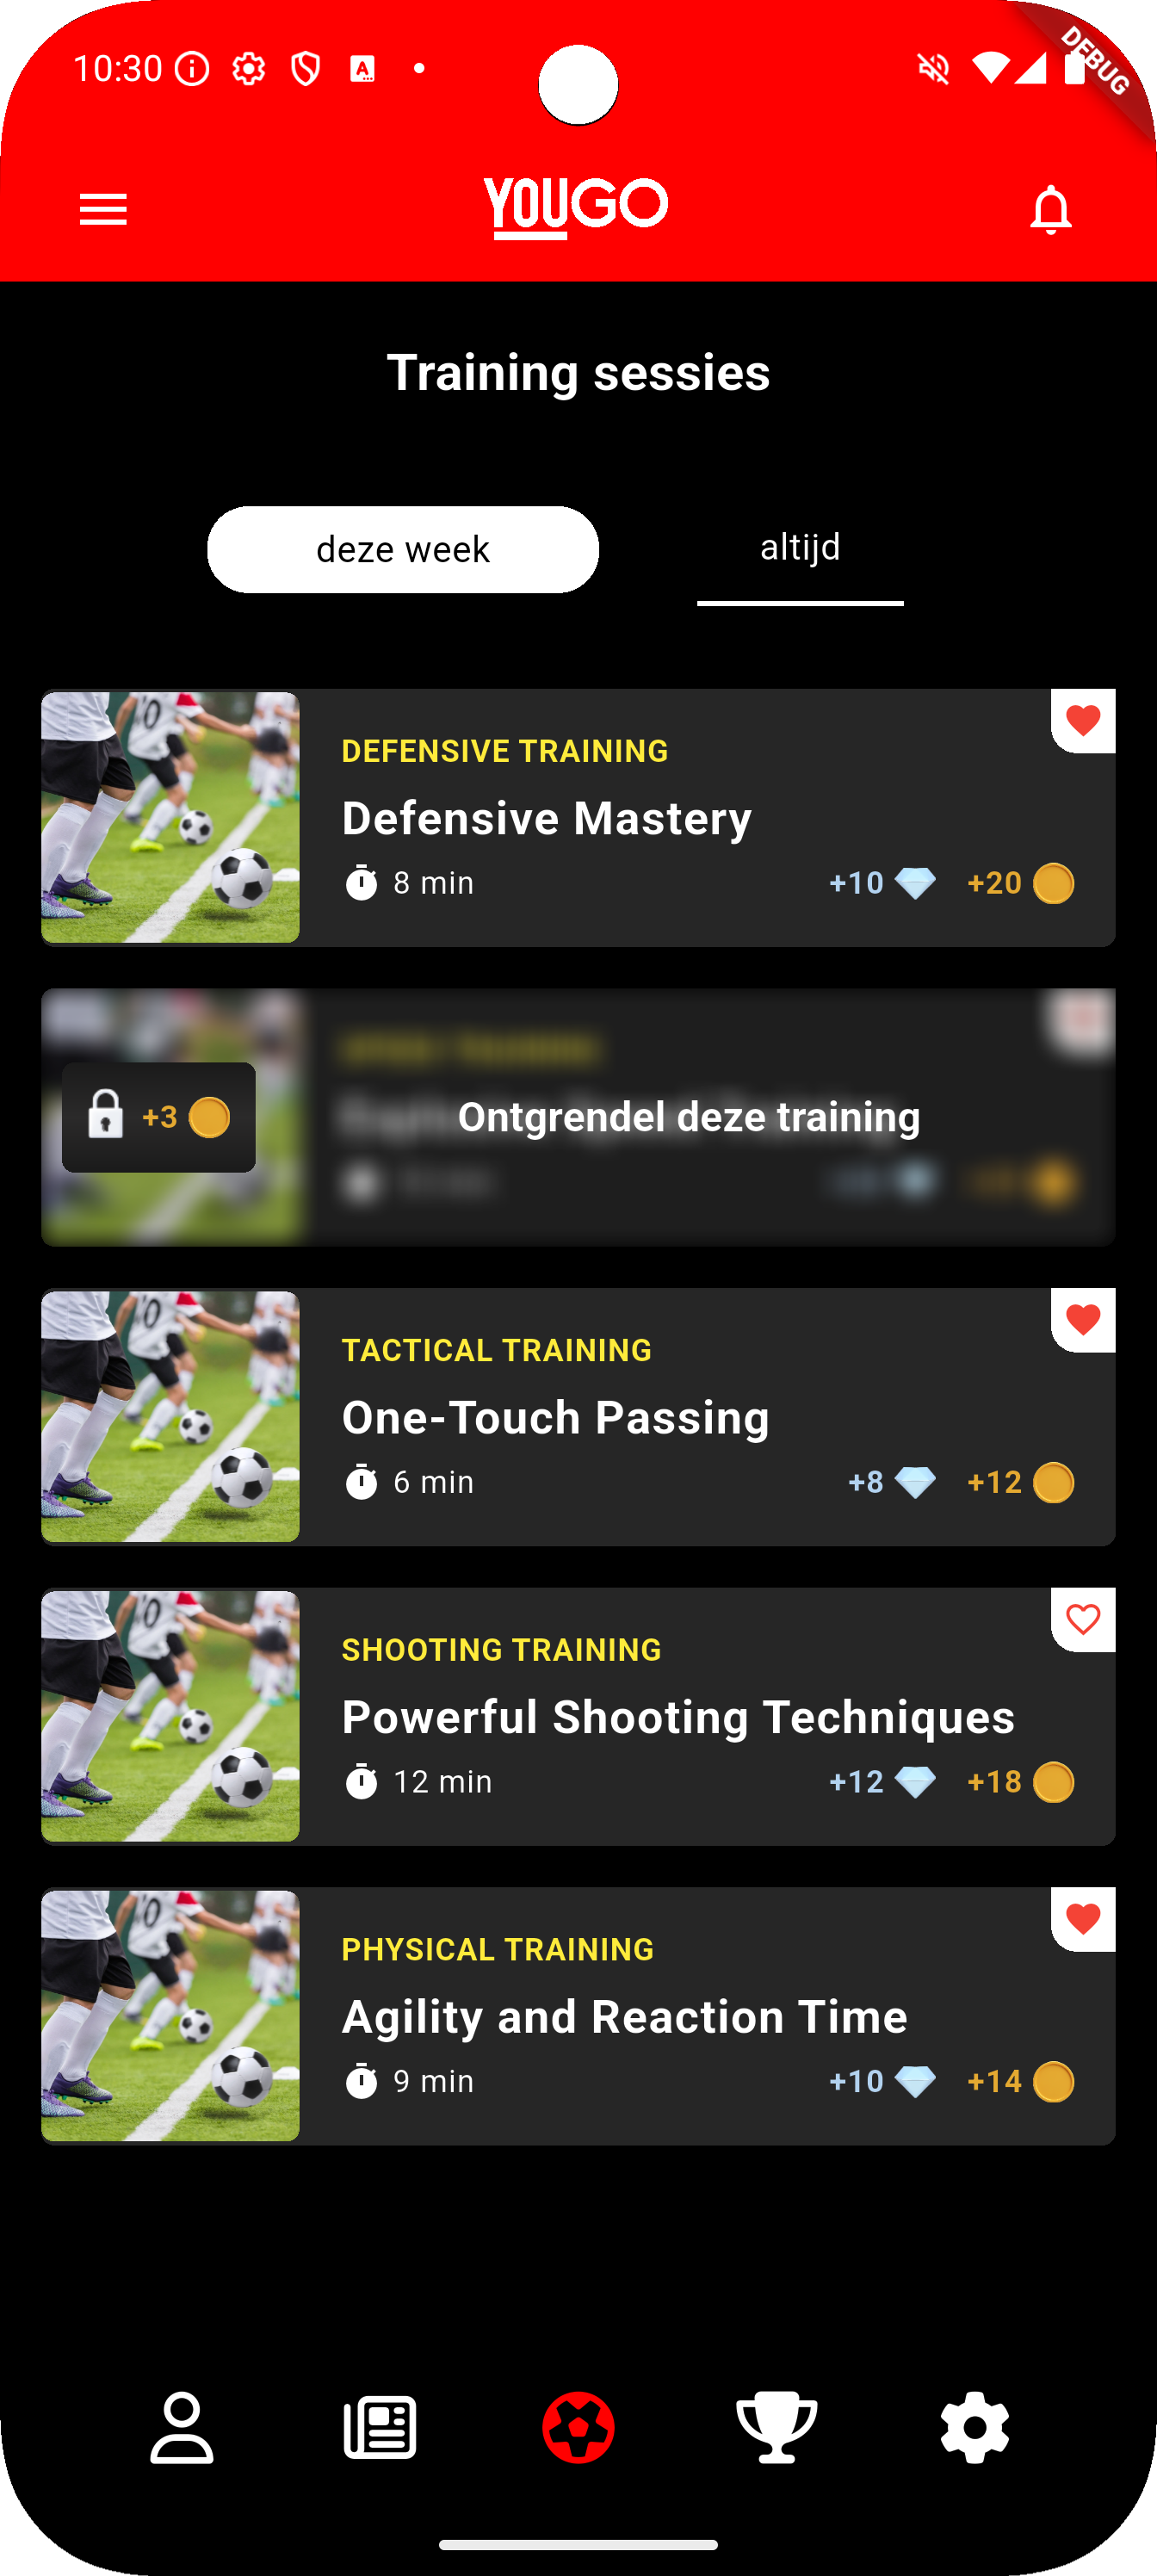 10:30
DEBUG
YOUGO
Training sessies
deze week
altijd
DEFENSIVE TRAINING
Defensive Mastery
8 min
+10
+20
+3
Ontgrendel deze training
TACTICAL TRAINING
One-Touch Passing
6 min
+8
+12
SHOOTING TRAINING
Powerful Shooting Techniques
12 min
+12
+18
PHYSICAL TRAINING
Agility and Reaction Time
9 min
+10
+14